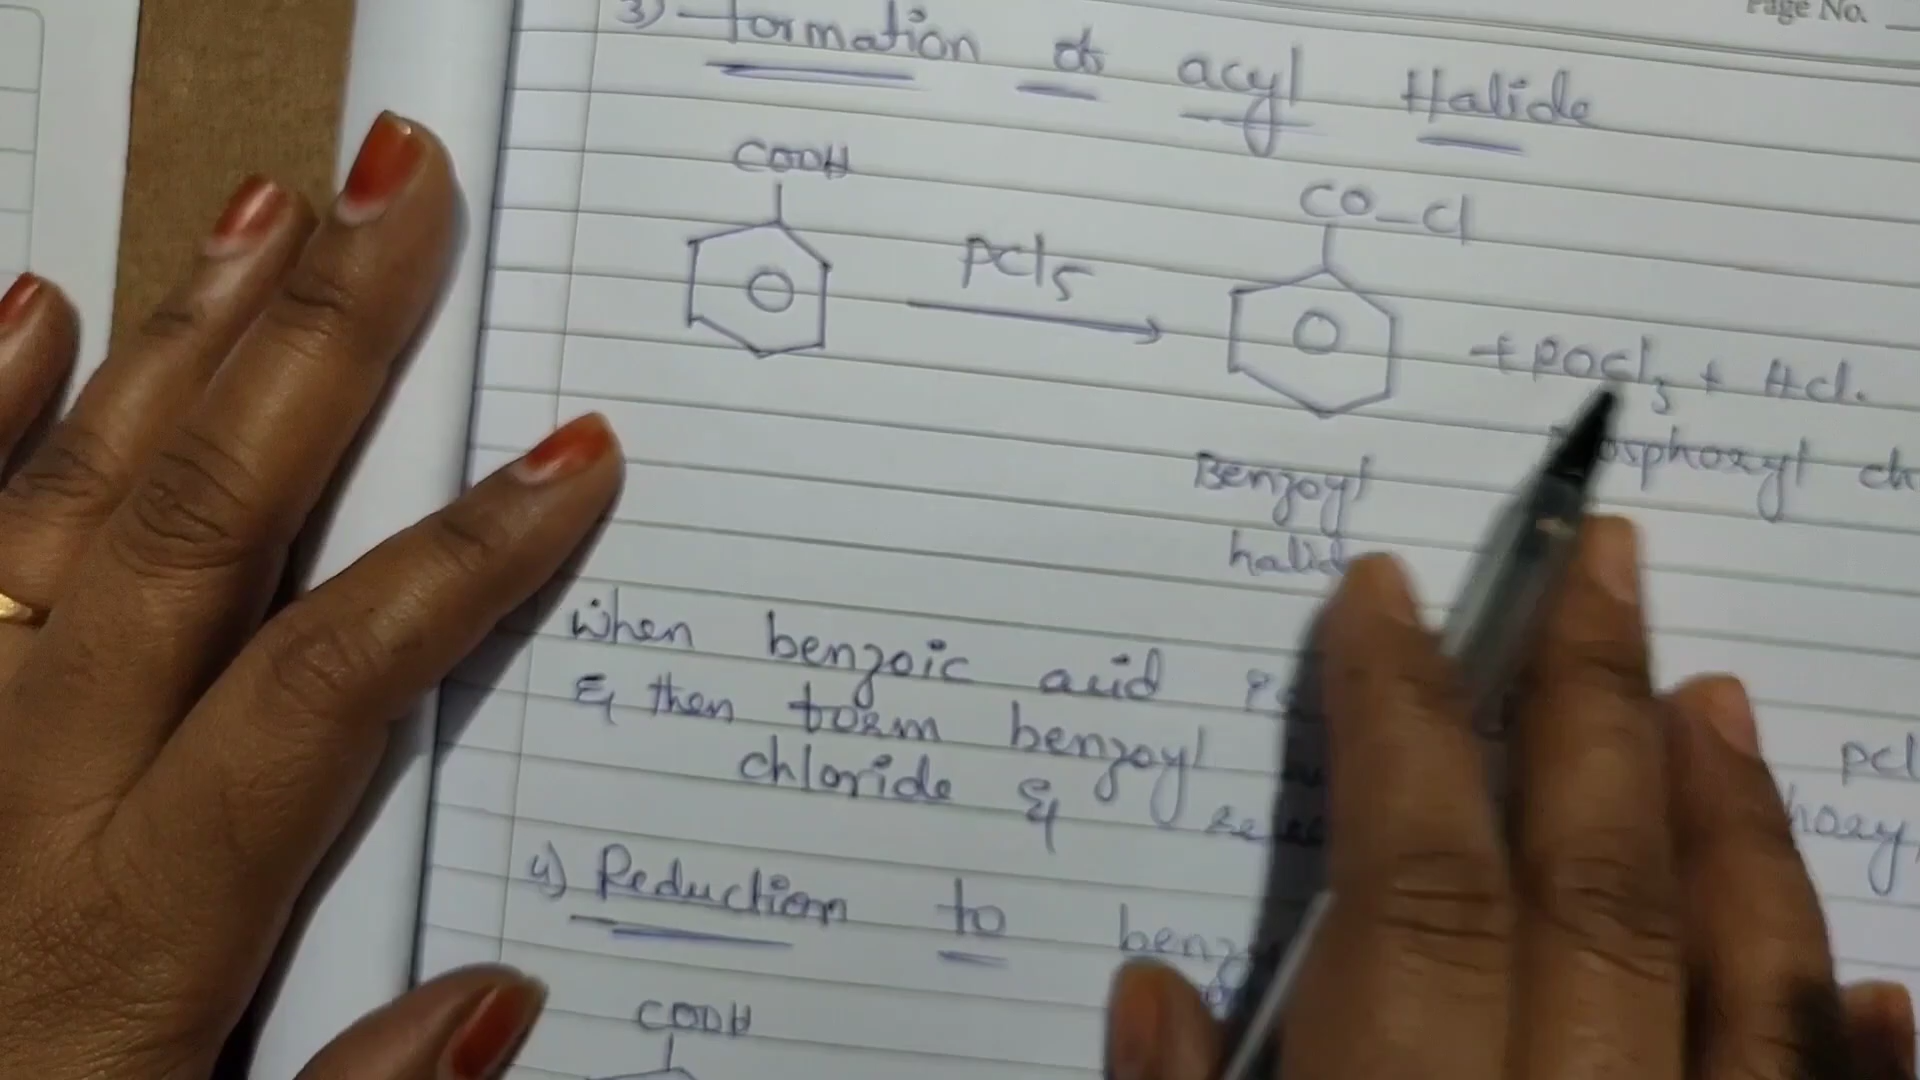 Page No.
3) formation of acyl Halide
COOH
CO-Cl
PCl5
+ POCl3 + HCl.
Benzoyl
halide
When benzoic acid
& then form benzoyl pcl
chloride &
4) Reduction to
COOH